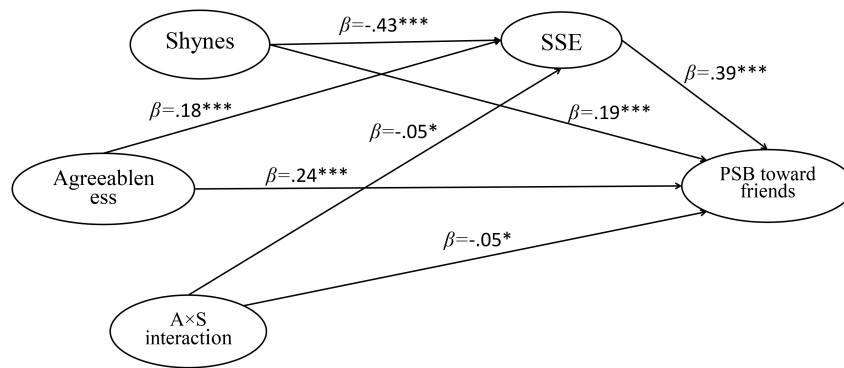 β=-.43***
Shynes
SSE
β=.39***
β=.18***
β=.19***
β=-.05*
Agreeablen
ess
β=.24***
PSB toward
friends
β=-.05*
A×S
interaction